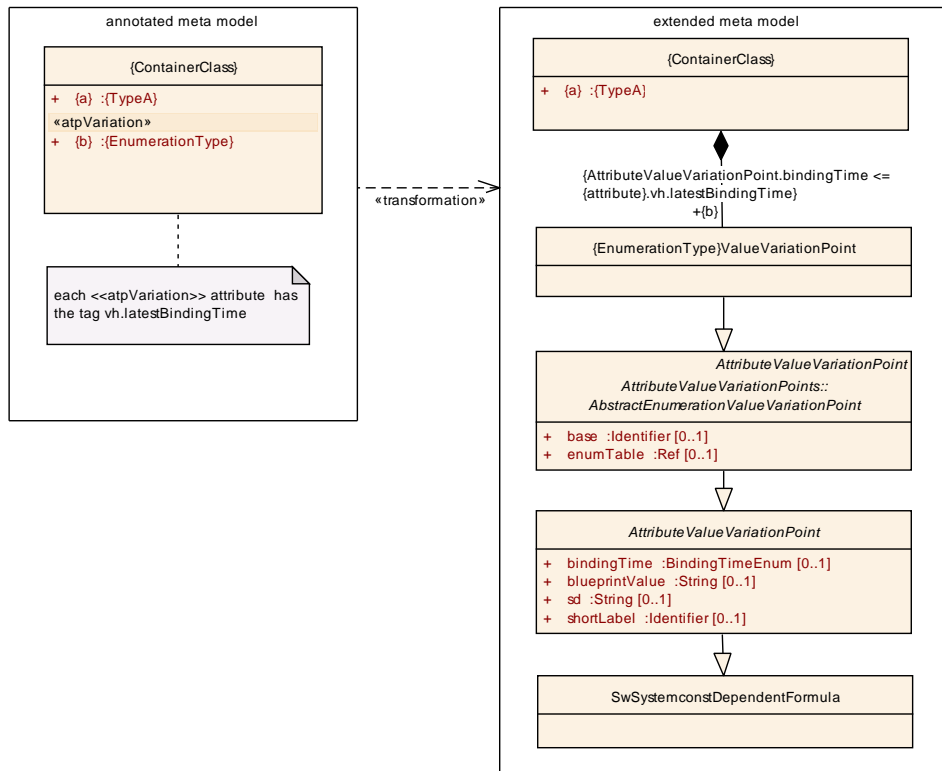 annotated meta model
{ContainerClass}
+ {a} :{TypeA}
«atpVariation»
+ {b} :{EnumerationType}
each <<atpVariation>> attribute has
the tag vh.latestBindingTime
«transformation»
extended meta model
{ContainerClass}
+ {a} :{TypeA}
{AttributeValueVariationPoint.bindingTime <=
{attribute}.vh.latestBindingTime}
+{b}
{EnumerationType}ValueVariationPoint
AttributeValueVariationPoint
AttributeValueVariationPoints::
AbstractEnumerationValueVariationPoint
+ base :Identifier [0..1]
+ enumTable :Ref [0..1]
AttributeValueVariationPoint
+ bindingTime :BindingTimeEnum [0..1]
+ blueprintValue :String [0..1]
+ sd :String [0..1]
+ shortLabel :Identifier [0..1]
SwSystemconstDependentFormula